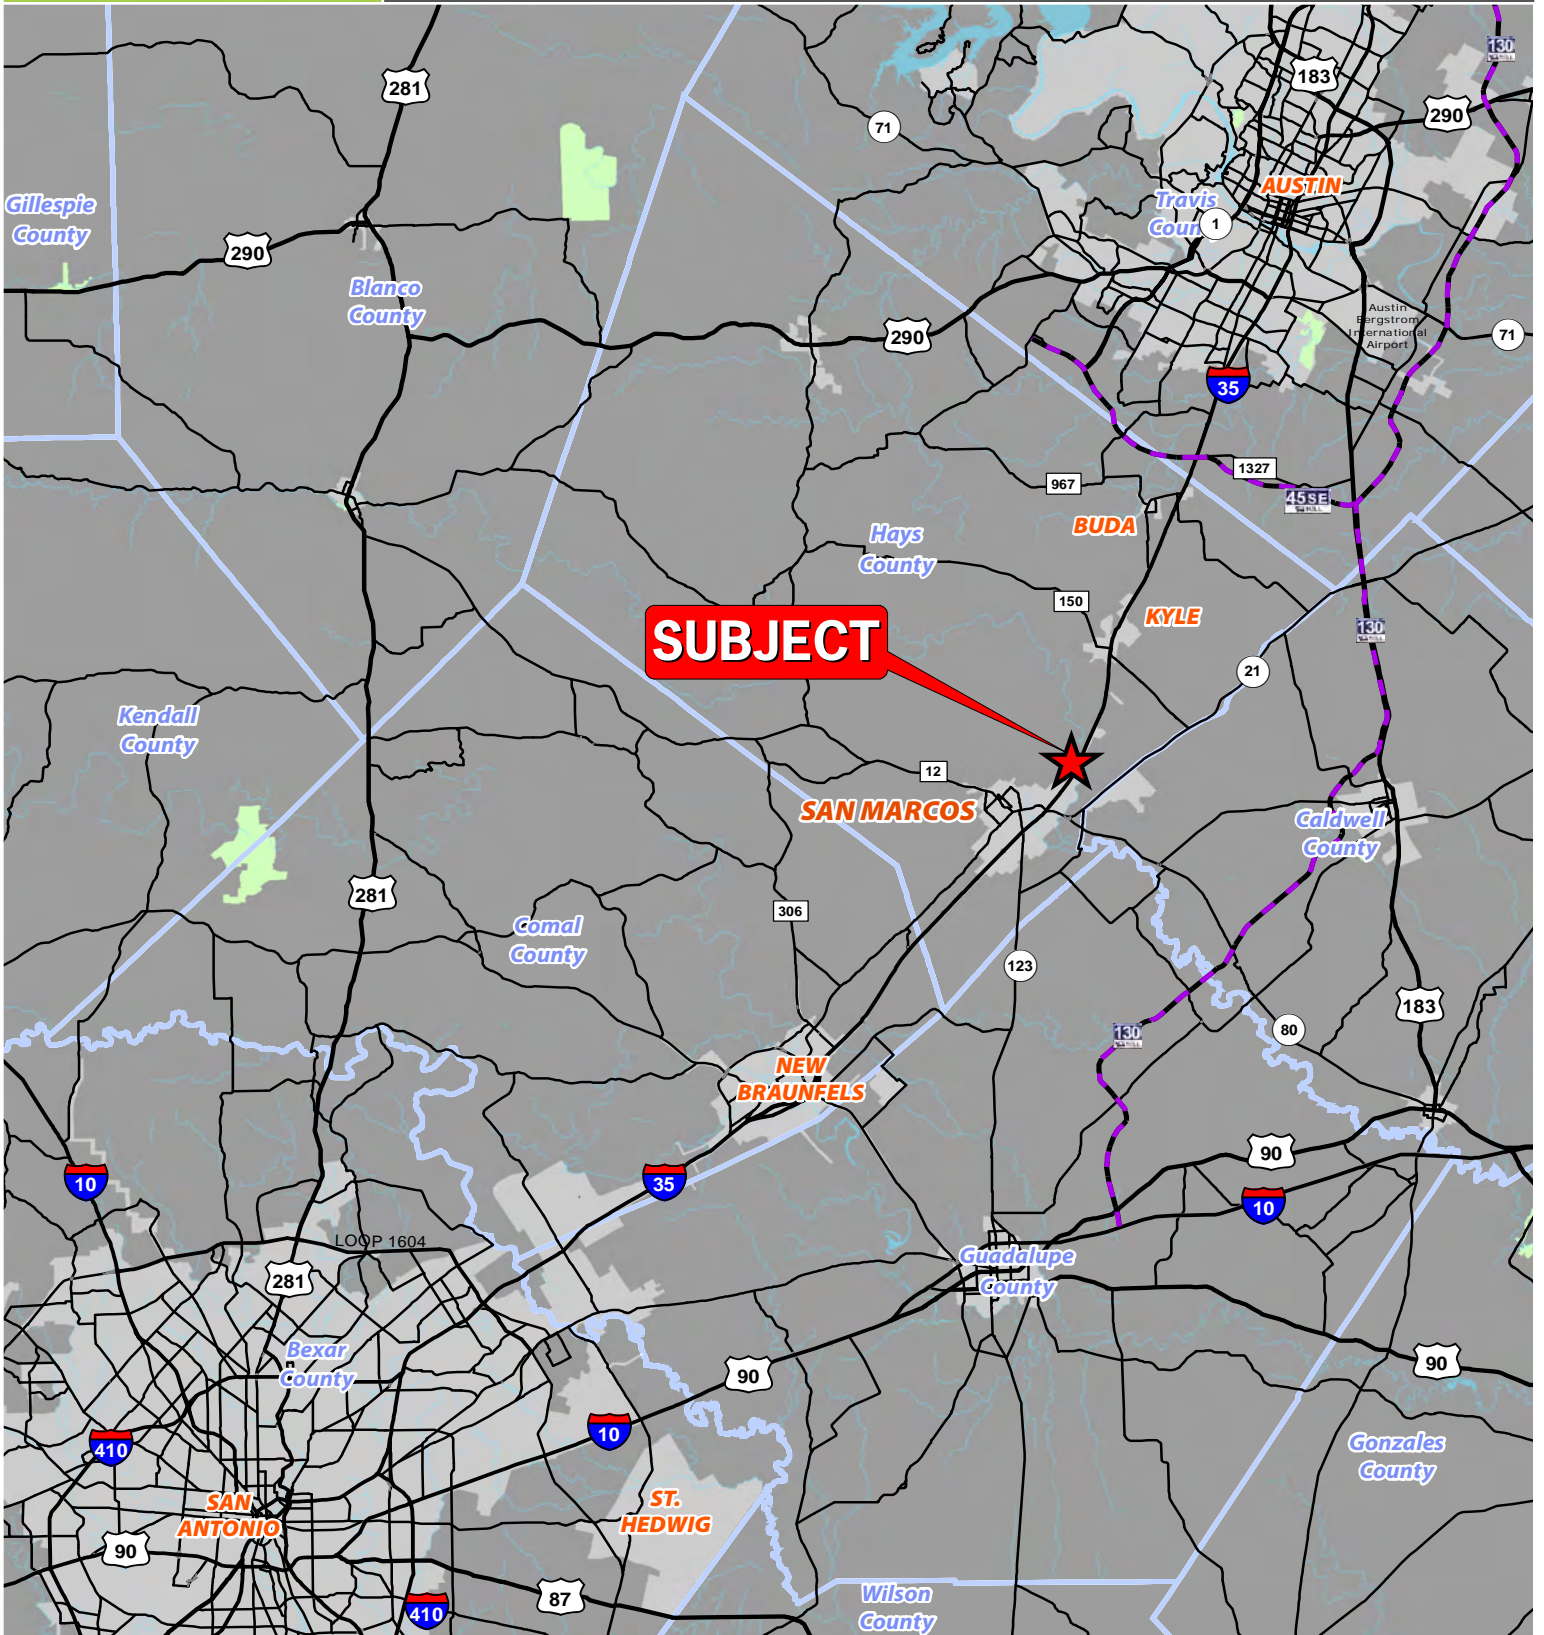 130
281
183
290
71
AUSTIN
Gillespie
County
Travis
Coun
1
290
Blanco
County
Austin
Bergstrom
International
Airport
290
71
35
1327
967
45SE
BUDA
Hays
County
150
KYLE
130
SUBJECT
21
Kendall
County
12
SAN MARCOS
Caldwell
County
281
306
Comal
County
123
183
80
130
NEW
BRAUNFELS
90
10
35
10
LOOP 1604
Guadalupe
County
281
Bexar
County
90
90
10
410
Gonzales
County
SAN
ANTONIO
ST.
HEDWIG
90
87
410
Wilson
County